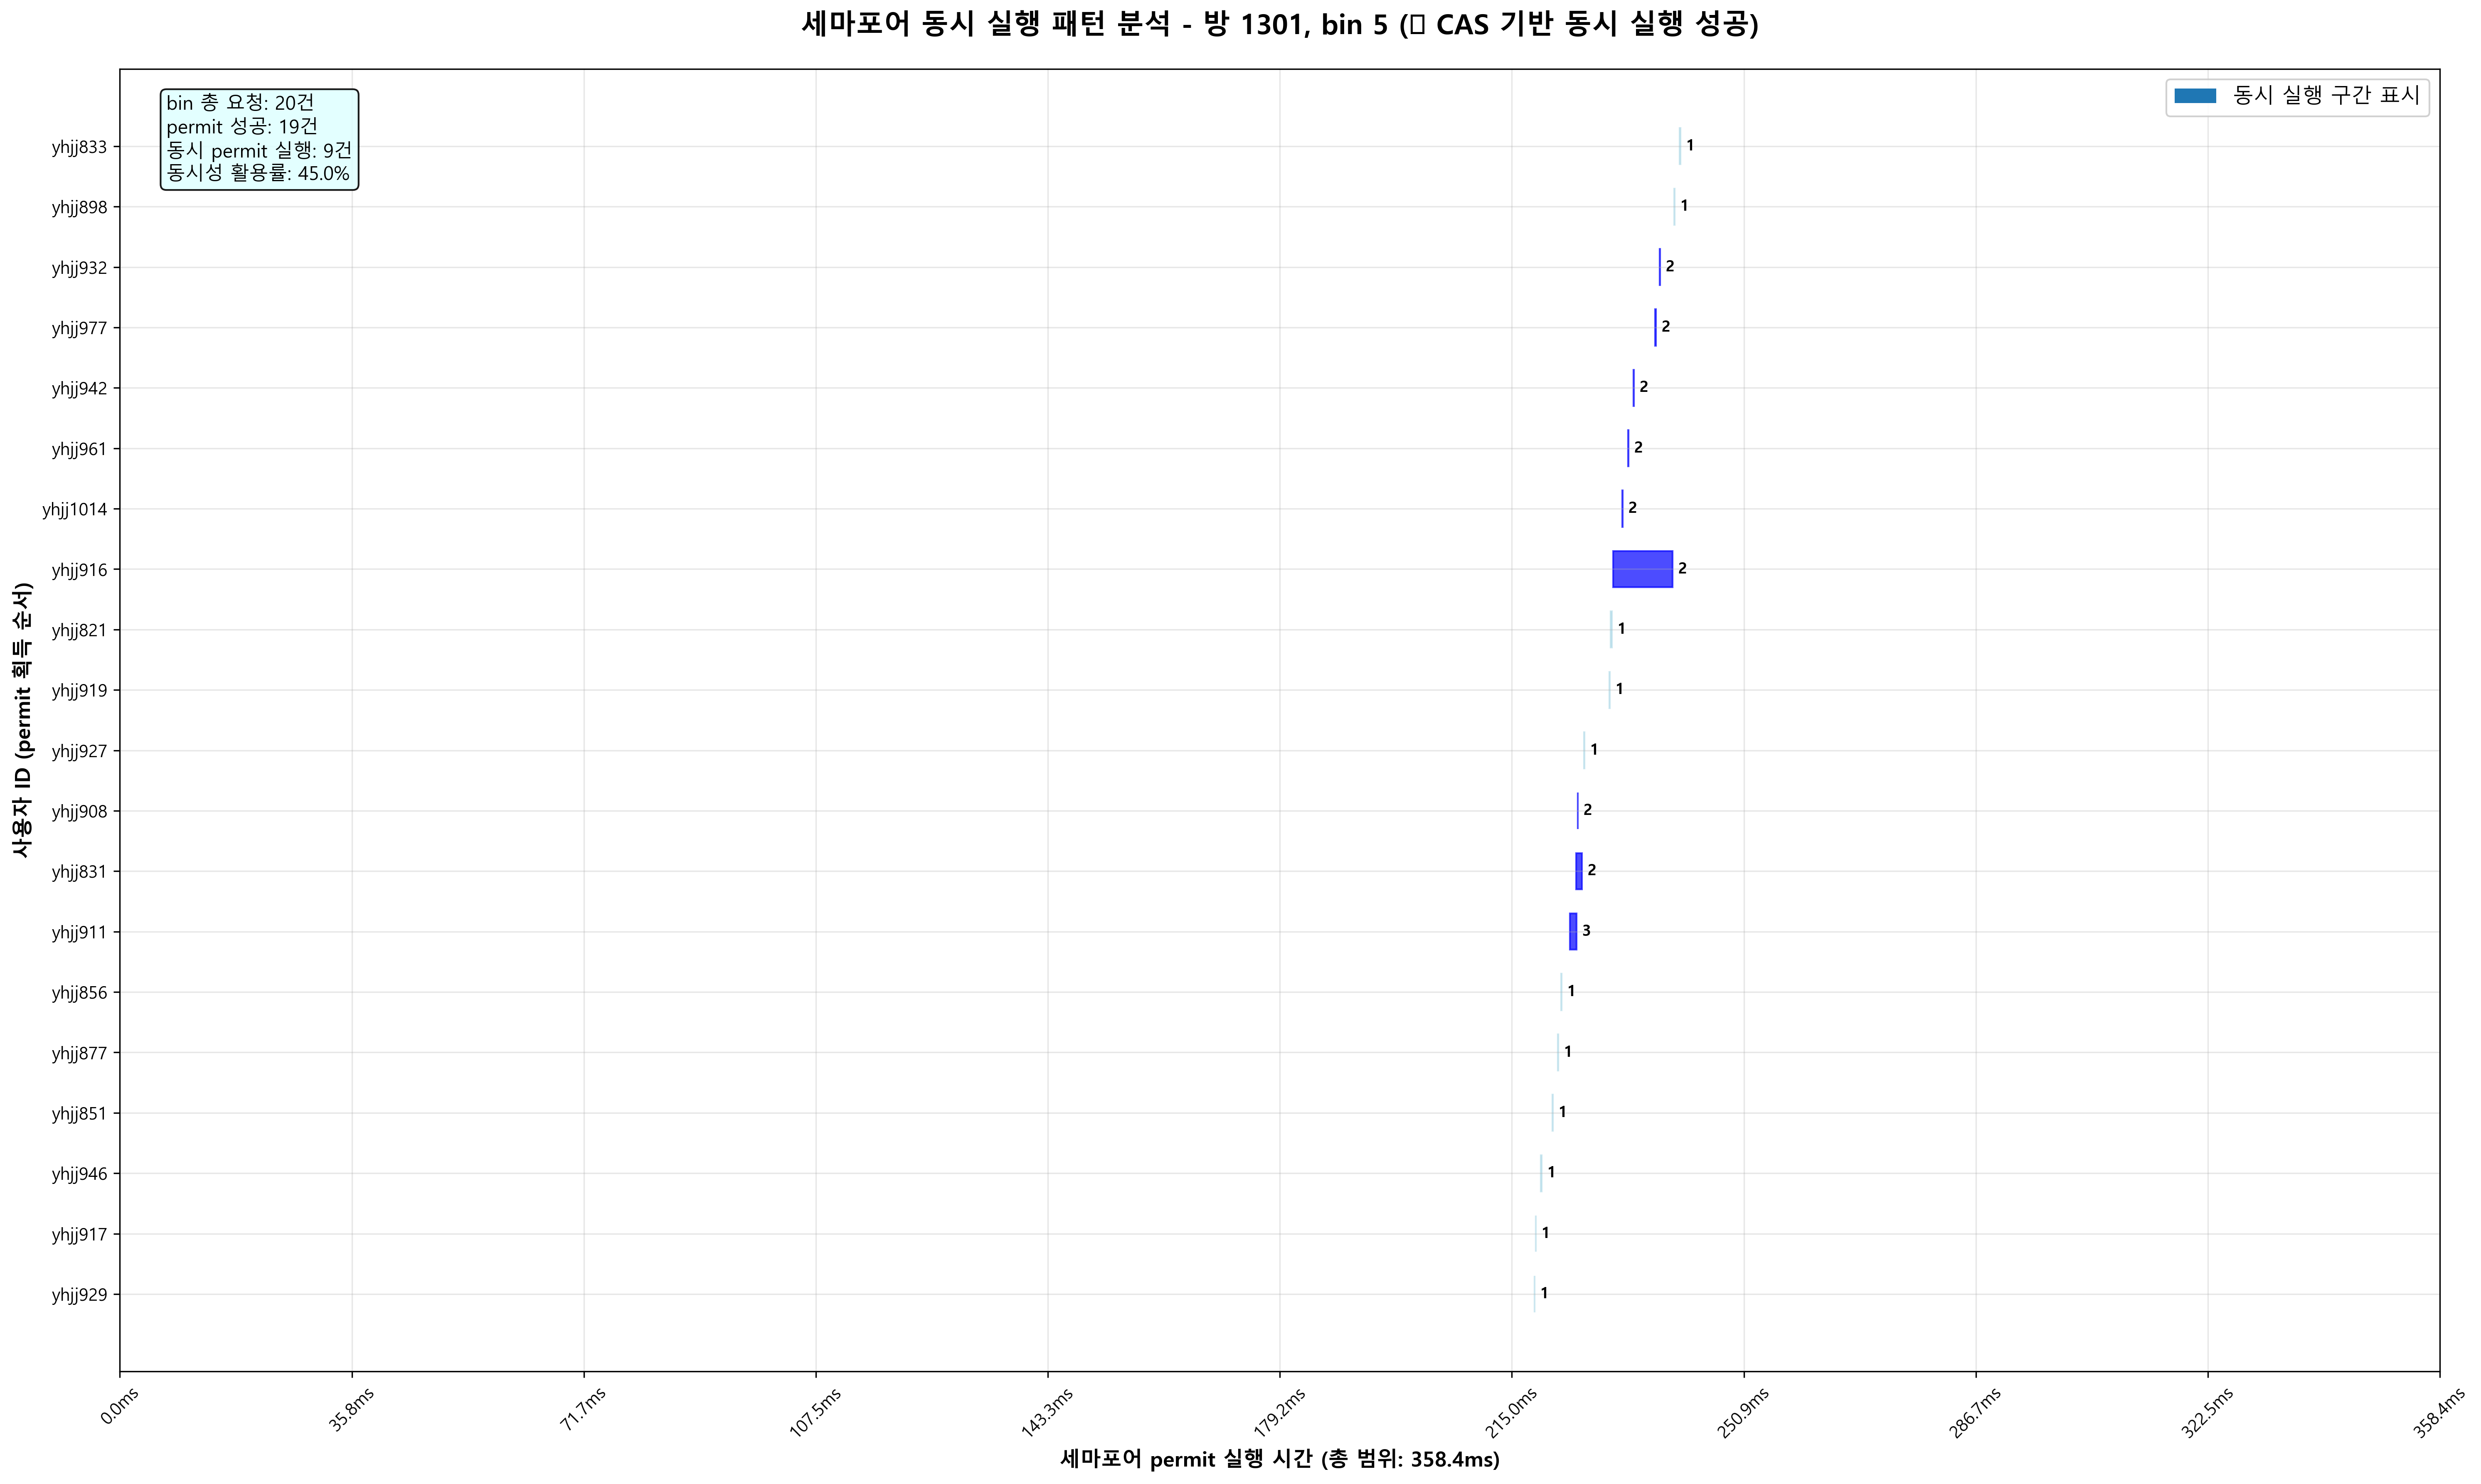 세마포어 동시 실행 패턴 분석 - 방 1301, bin 5 (▯ CAS 기반 동시 실행 성공)
bin 총 요청: 20건
permit 성공: 19건
동시 permit 실행: 9건
동시성 활용률: 45.0%
동시 실행 구간 표시
사용자 ID (permit 획득 순서)
yhjj833 1
yhjj898 1
yhjj932 2
yhjj977 2
yhjj942 2
yhjj961 2
yhjj1014 2
yhjj916 2
yhjj821 1
yhjj919 1
yhjj927 1
yhjj908 2
yhjj831 2
yhjj911 3
yhjj856 1
yhjj877 1
yhjj851 1
yhjj946 1
yhjj917 1
yhjj929 1
0.0ms 35.8ms 71.7ms 107.5ms 143.3ms 179.2ms 215.0ms 250.9ms 286.7ms 322.5ms 358.4ms
세마포어 permit 실행 시간 (총 범위: 358.4ms)